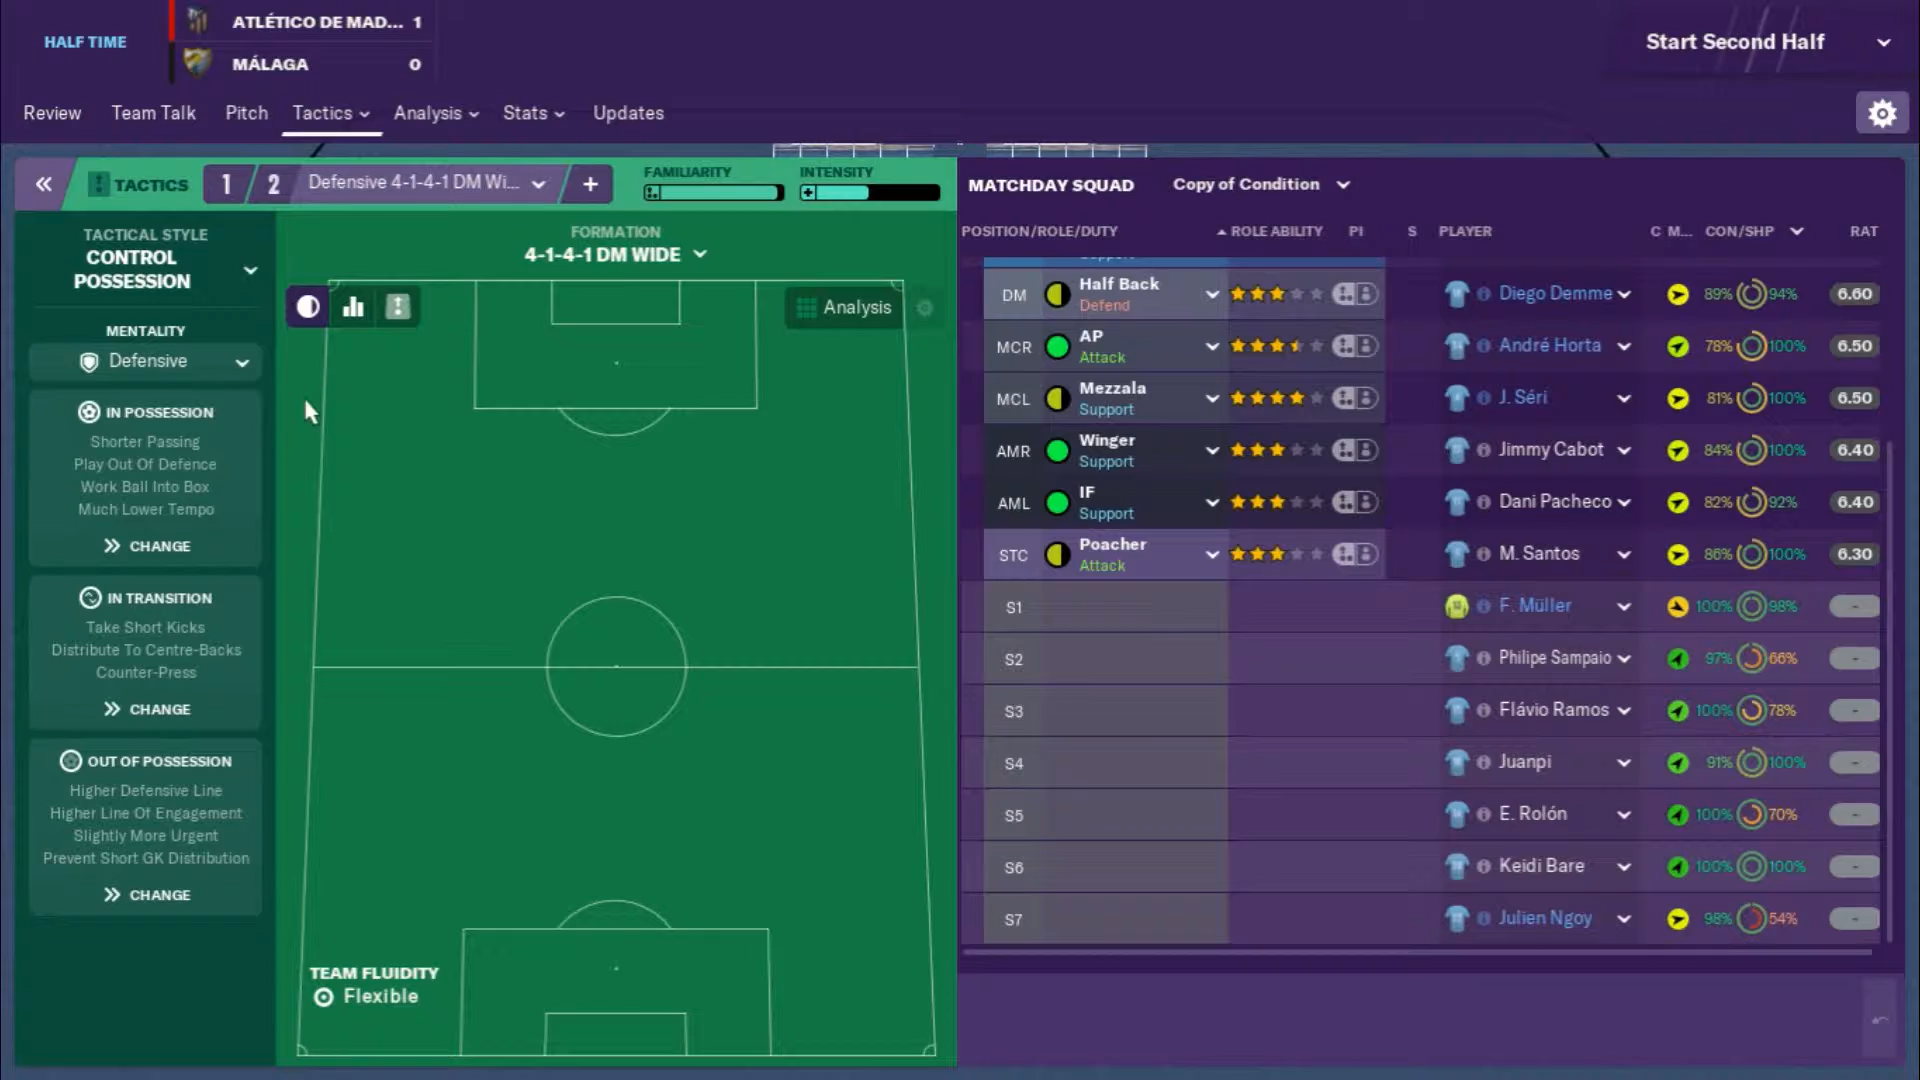 HALF TIME
ATLÉTICO DE MAD... 1
MÁLAGA 0
Start Second Half
Review Team Talk Pitch Tactics Analysis Stats Updates
TACTICS 1 2 Defensive 4-1-4-1 DM Wi... +
FAMILIARITY INTENSITY
MATCHDAY SQUAD Copy of Condition
TACTICAL STYLE
CONTROL
POSSESSION
MENTALITY
Defensive
IN POSSESSION
Shorter Passing
Play Out Of Defence
Work Ball Into Box
Much Lower Tempo
CHANGE
IN TRANSITION
Take Short Kicks
Distribute To Centre-Backs
Counter-Press
CHANGE
OUT OF POSSESSION
Higher Defensive Line
Higher Line Of Engagement
Slightly More Urgent
Prevent Short GK Distribution
CHANGE
FORMATION
4-1-4-1 DM WIDE
Analysis
TEAM FLUIDITY
Flexible
POSITION/ROLE/DUTY ROLE ABILITY PI S PLAYER C M... CON/SHP RAT
DM Half Back Defend Diego Demme 89% 94% 6.60
MCR AP Attack André Horta 78% 100% 6.50
MCL Mezzala Support J. Séri 81% 100% 6.50
AMR Winger Support Jimmy Cabot 84% 100% 6.40
AML IF Support Dani Pacheco 82% 92% 6.40
STC Poacher Attack M. Santos 86% 100% 6.30
S1 F. Müller 100% 98% -
S2 Philipe Sampaio 97% 66% -
S3 Flávio Ramos 100% 78% -
S4 Juanpi 91% 100% -
S5 E. Rolón 100% 70% -
S6 Keidi Bare 100% 100% -
S7 Julien Ngoy 98% 54% -